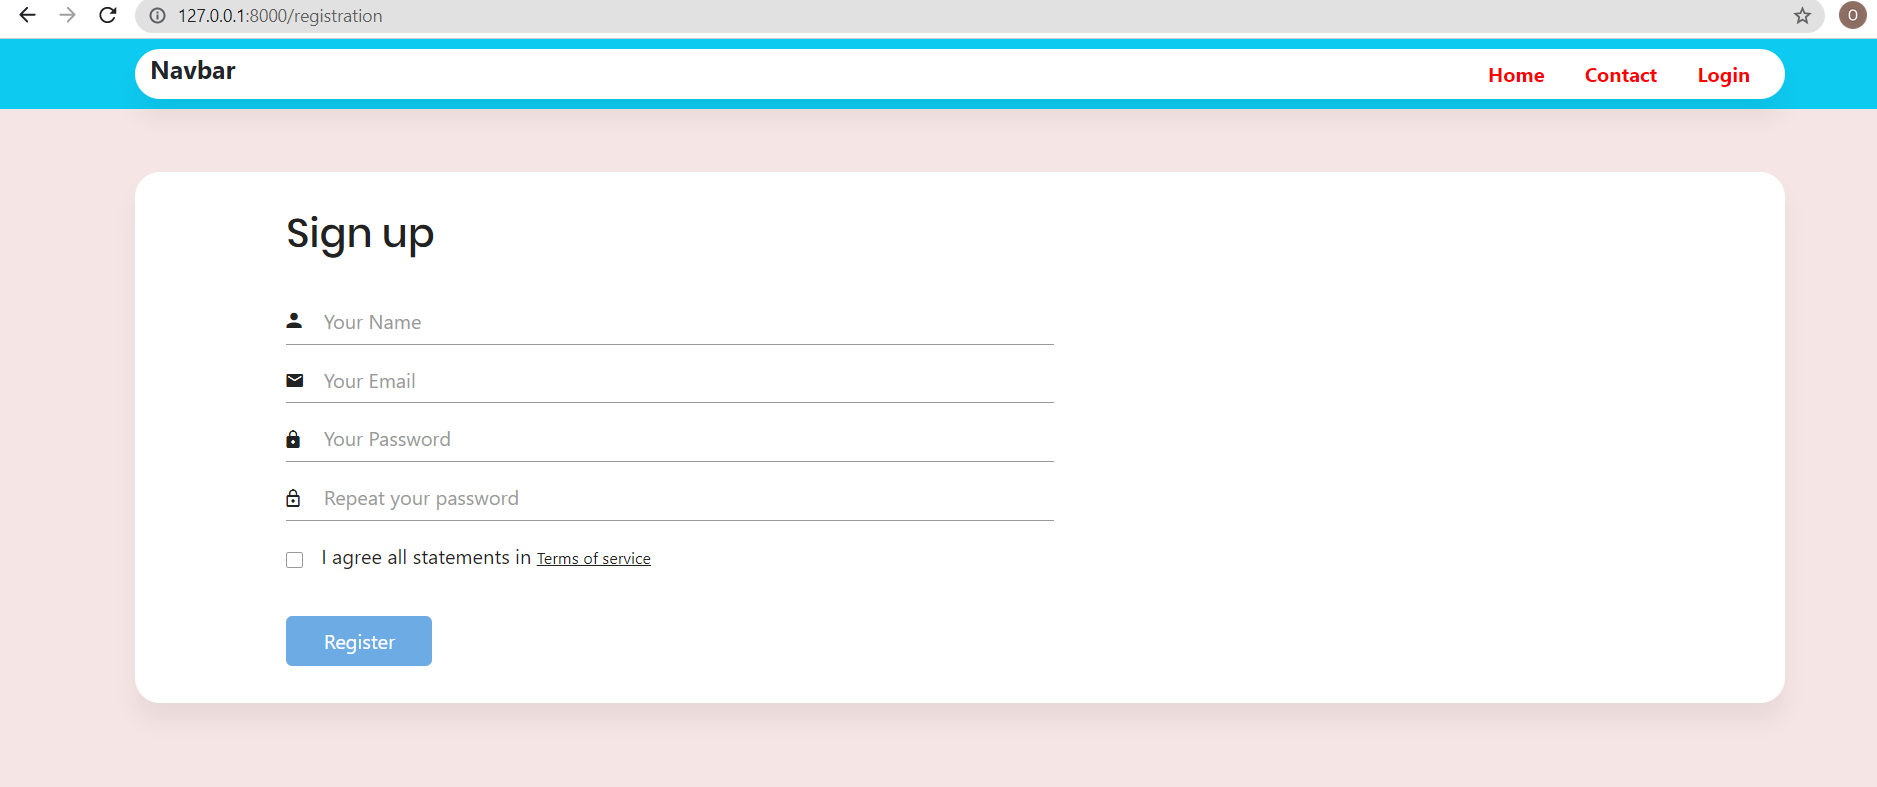 127.0.0.1:8000/registration
O
Navbar
Home Contact Login
Sign up
Your Name
Your Email
Your Password
Repeat your password
I agree all statements in Terms of service
Register